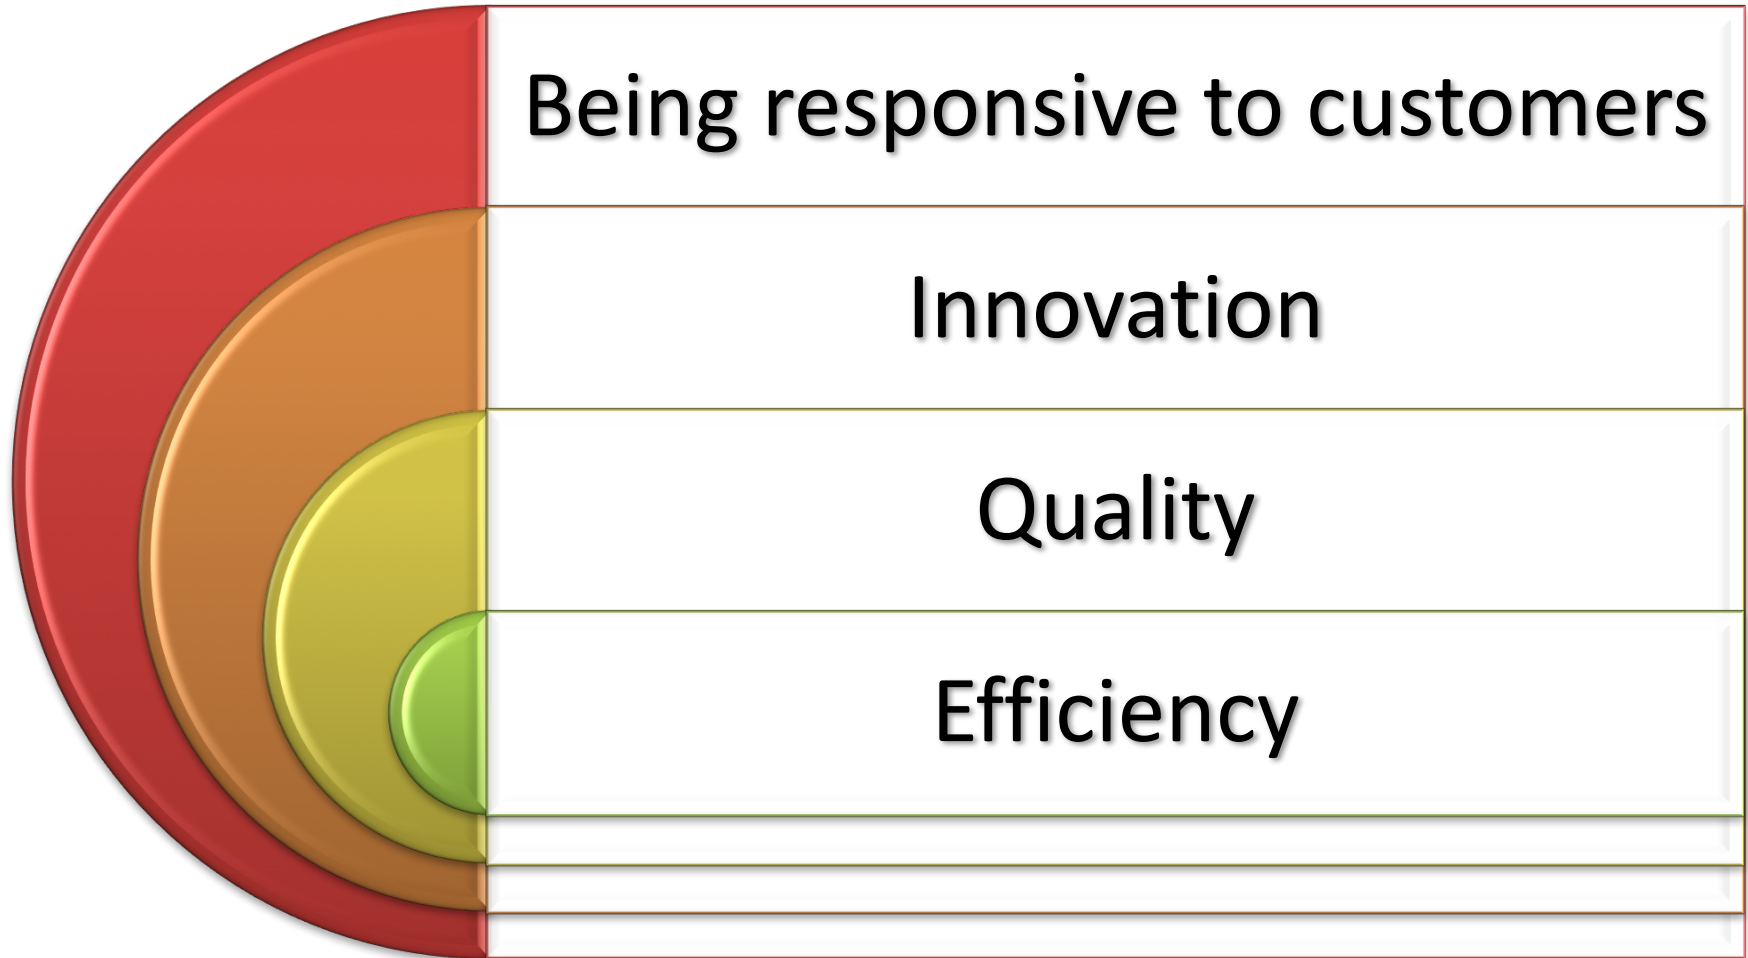 Being responsive to customers
Innovation
Quality
Efficiency